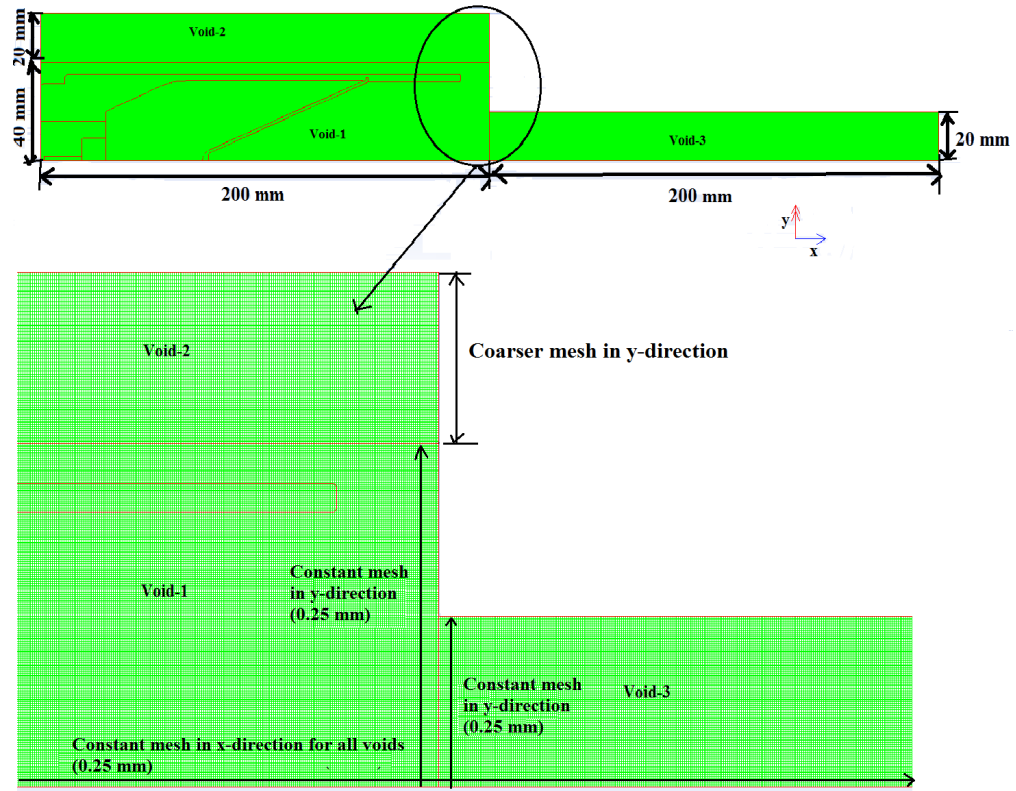 Void-2
20 mm
40 mm
Void-1
Void-3
20 mm
200 mm
200 mm
y
x
Void-2
Coarser mesh in y-direction
Void-1
Constant mesh
in y-direction
(0.25 mm)
Constant mesh
in y-direction
(0.25 mm)
Void-3
Constant mesh in x-direction for all voids
(0.25 mm)